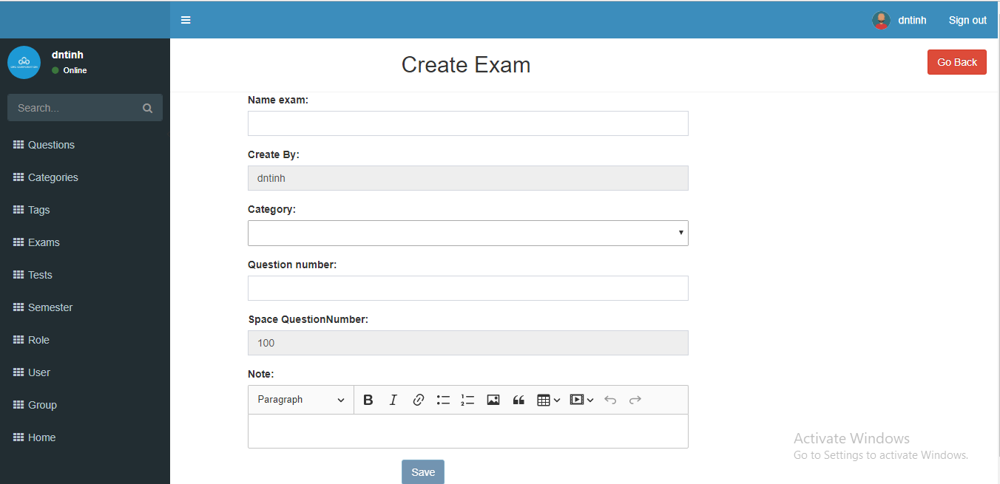 dntinh
Sign out
dntinh
Online
Search...
Questions
Categories
Tags
Exams
Tests
Semester
Role
User
Group
Home
Create Exam
Go Back
Name exam:
Create By:
dntinh
Category:
Question number:
Space QuestionNumber:
100
Note:
Paragraph
Save
Activate Windows
Go to Settings to activate Windows.